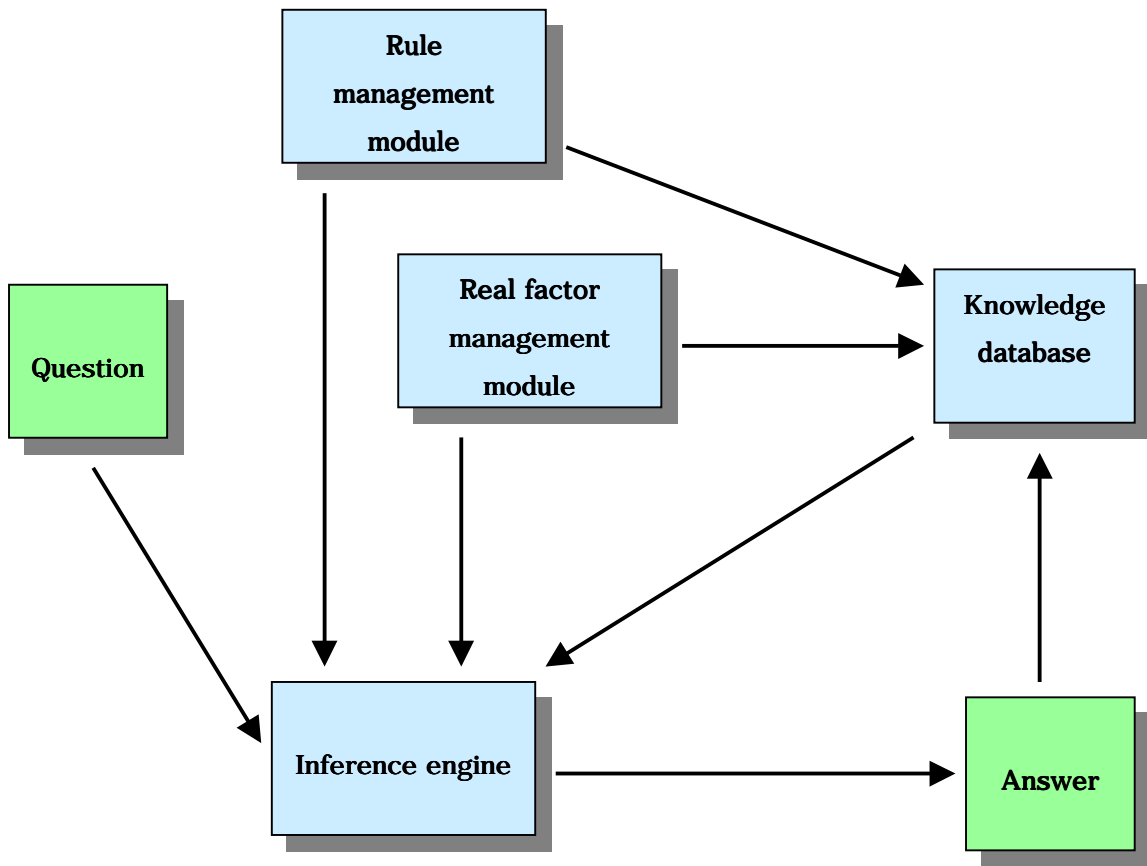 Rule
management
module
Real factor
management
module
Knowledge
database
Question
Inference engine
Answer